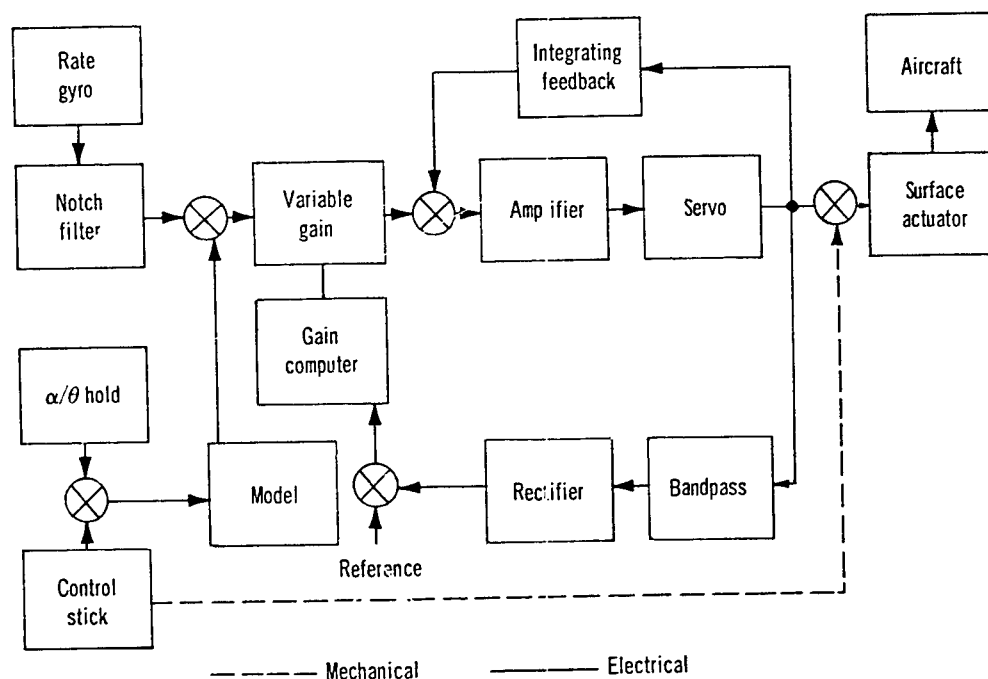 Rate
gyro
Integrating
feedback
Aircraft
Notch
filter
Variable
gain
Amp ifier
Servo
Surface
actuator
Gain
computer
α/θ hold
Model
Rectifier
Bandpass
Reference
Control
stick
Mechanical
Electrical